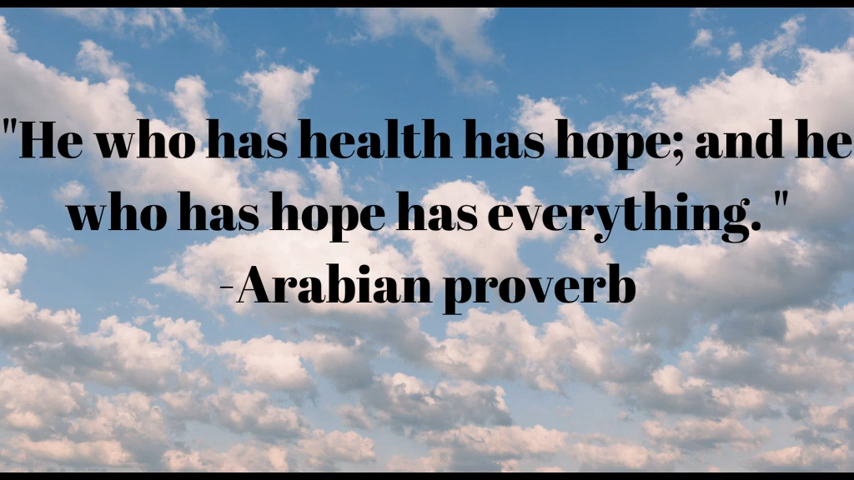 "He who has health has hope; and he
who has hope has everything. "
-Arabian proverb